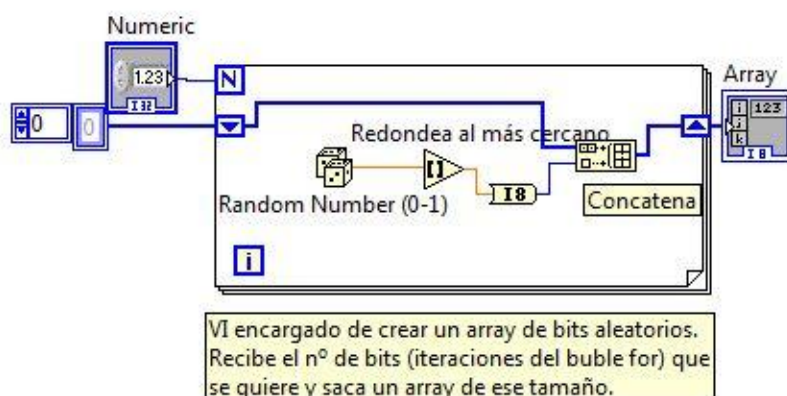 Numeric
1.23
I32
N
0
0
Array
i
j
k
123
I8
Redondea al más cercano
[ ]
I8
Random Number (0-1)
Concatena
i
VI encargado de crear un array de bits aleatorios.
Recibe el nº de bits (iteraciones del buble for) que
se quiere y saca un array de ese tamaño.